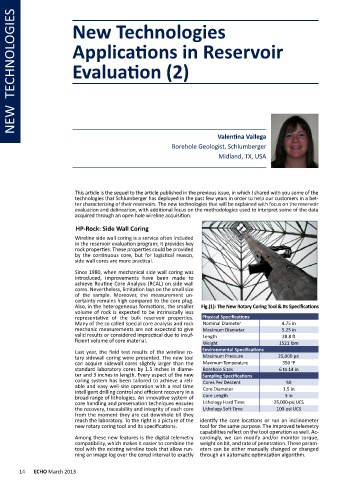 NEW TECHNOLOGIES
New Technologies
Applications in Reservoir
Evaluation (2)
Valentina Vallega
Borehole Geologist, Schlumberger
Midland, TX, USA
This article is the sequel to the article published in the previous issue, in which I shared with you some of the
technologies that Schlumberger has deployed in the past few years in order to help our customers in a bet-
ter characterizing of their reservoirs. The new technologies that will be explained with focus on the reservoir
evaluation and delineation, with additional focus on the methodologies used to interpret some of the data
acquired through an open hole wireline acquisition.
HP-Rock: Side Wall Coring
Wireline side wall coring is a service often included
in the reservoir evaluation program; it provides key
rock properties. These properties could be provided
by the continuous core, but for logistical reason,
side wall cores are more practical.
Since 1980, when mechanical side wall coring was
introduced, improvements have been made to
achieve Routine Core Analysis (RCAL) on side wall
cores. Nevertheless, limitation lays on the small size
of the sample. Moreover, the measurement un-
certainty remains high compared to the core plug.
Also, in the heterogeneous formations, the smaller
volume of rock is expected to be intrinsically less
representative of the bulk reservoir properties.
Many of the so called special core analysis and rock
mechanic measurements are not expected to give
valid results or considered impractical due to insuf-
ficient volume of core material.
Last year, the field test results of the wireline ro-
tary sidewall coring were presented. The new tool
can acquire sidewall cores slightly larger than the
standard laboratory cores by 1.5 inches in diame-
ter and 3 inches in length. Every aspect of the new
coring system has been tailored to achieve a reli-
able and easy well site operation with a real time
intelligent drilling control and efficient recovery in a
broad range of lithologies. An innovative system of
core handling and preservation techniques ensures
the recovery, traceability and integrity of each core
from the moment they are cut downhole till they
reach the laboratory. To the right is a picture of the
new rotary coring tool and its specifications.
Among these new features is the digital telemetry
compatibility, which makes it easier to combine the
tool with the existing wireline tools that allow run-
ning an image log over the cored interval to exactly
Fig (1): The New Rotary Coring Tool & Its Specifications
Physical Specifications
Nominal Diameter 4.75 in
Maximum Diameter 5.25 in
Length
Weight
Environmental Specifications
Maximum Pressure 25,000 psi
Maximum Temperature 350 °F
Borehole Sizes 6 to 14 in
Sampling Specifications
Cores Per Descent 50
Core Diameter 1.5 in
Core Length 3 in
Lithology Hard Time 25,000-psi UCS
Lithology Soft Time 100-psi UCS
identify the core locations or run an inclinometer
tool for the same purpose. The improved telemetry
capabilities reflect on the tool operation as well. Ac-
cordingly, we can modify and/or monitor torque,
weight on bit, and rate of penetration. These param-
eters can be either manually changed or changed
through an automatic optimization algorithm.
14 ECHO March 2013